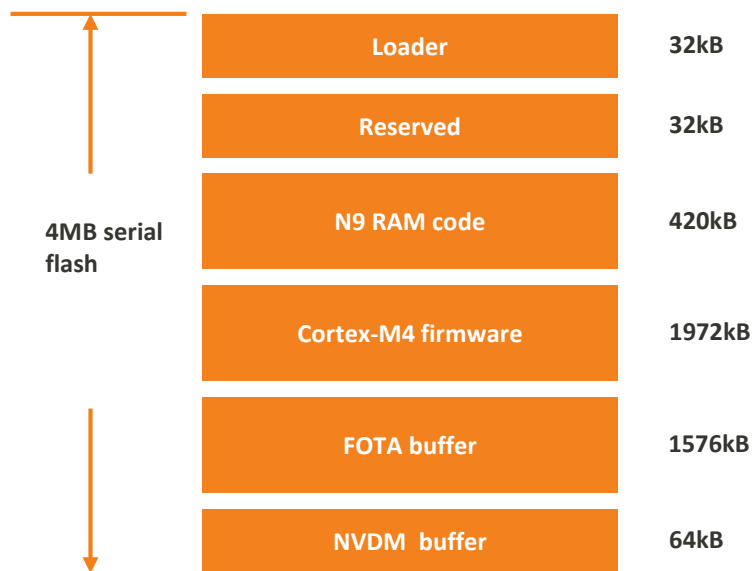 Loader 32kB
Reserved 32kB
N9 RAM code 420kB
4MB serial
flash
Cortex-M4 firmware 1972kB
FOTA buffer 1576kB
NVDM buffer 64kB